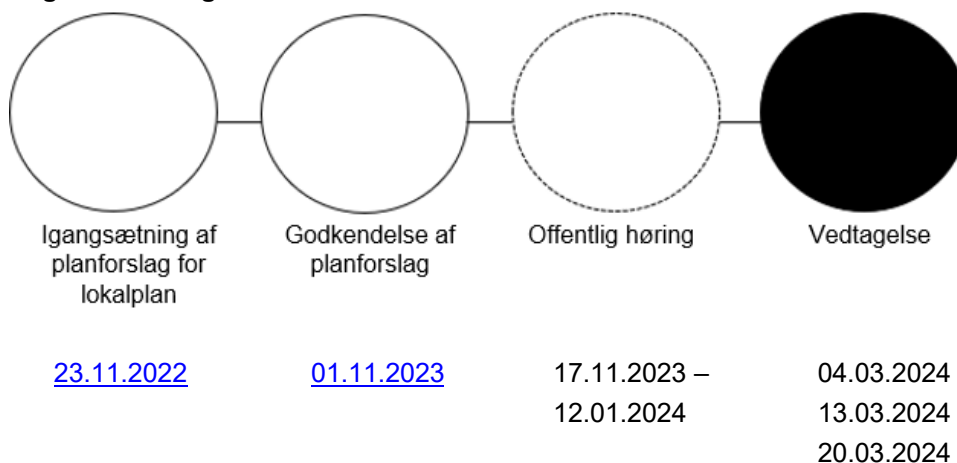 Igangsætning af
planforslag for
lokalplan
Godkendelse af
planforslag
Offentlig høring
Vedtagelse
23.11.2022
01.11.2023
17.11.2023 –
12.01.2024
04.03.2024
13.03.2024
20.03.2024